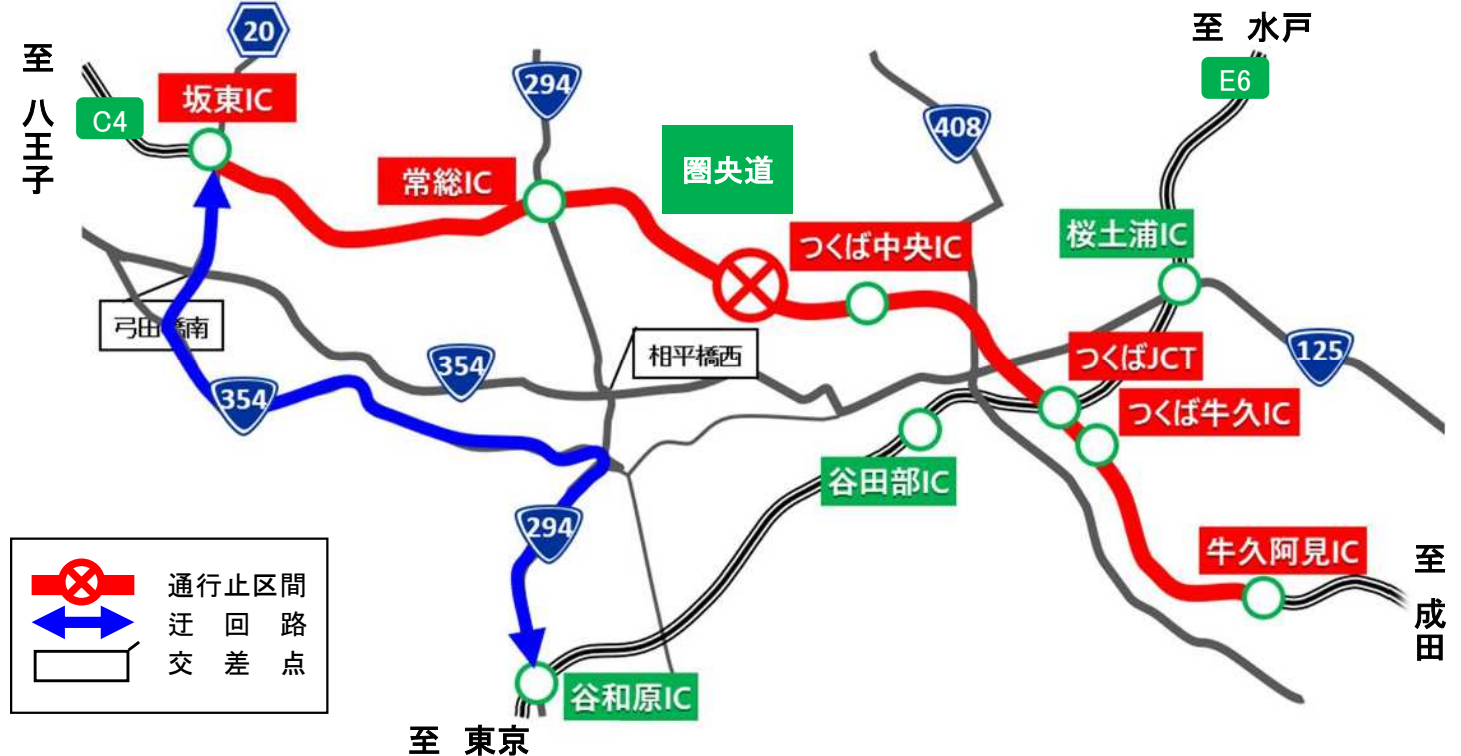 至 水戸
20
至 八王子
294
E6
坂東IC
C4
408
圏央道
常総IC
つくば中央IC
桜土浦IC
弓田 橋南
相平橋西
354
125
つくばJCT
354
つくば牛久IC
谷田部IC
294
牛久阿見IC
至 成田
通行止区間
迂回路
交差点
谷和原IC
至 東京